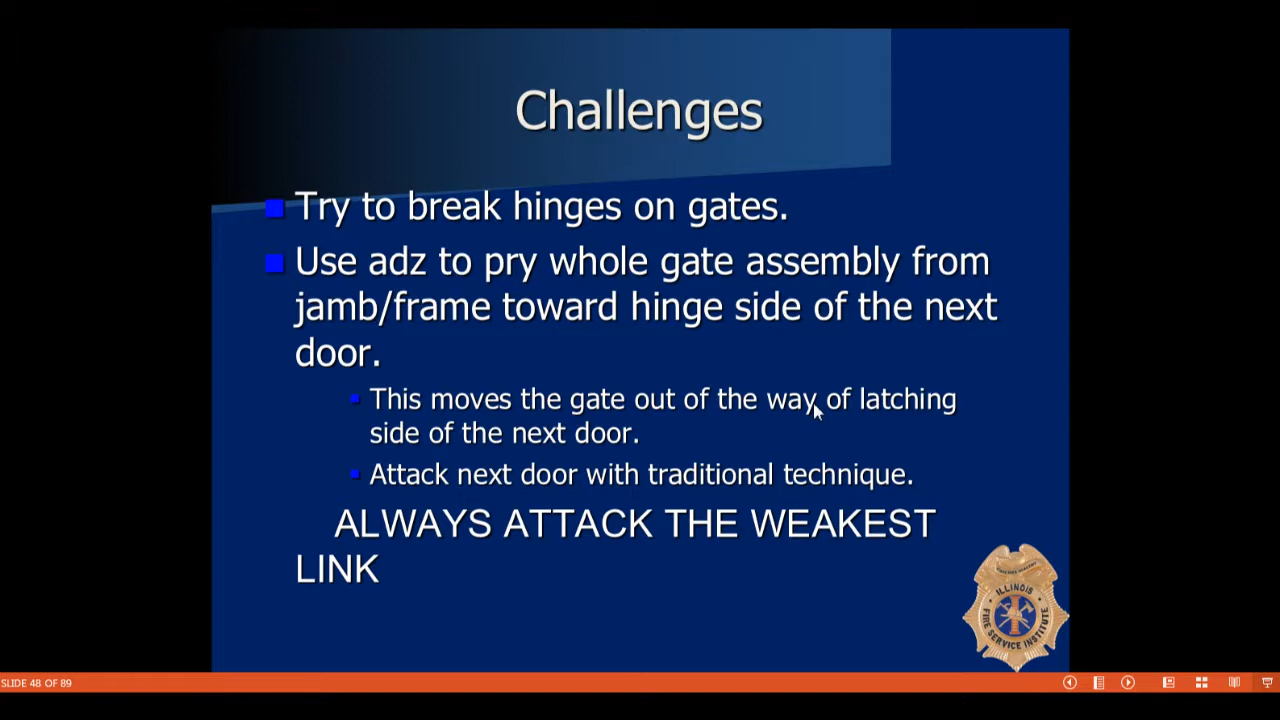 Challenges
Try to break hinges on gates.
Use adz to pry whole gate assembly from
jamb/frame toward hinge side of the next
door.
This moves the gate out of the way of latching
side of the next door.
Attack next door with traditional technique.
ALWAYS ATTACK THE WEAKEST
LINK
ILLINOIS
FIRE SERVICE INSTITUTE
SLIDE 48 OF 89